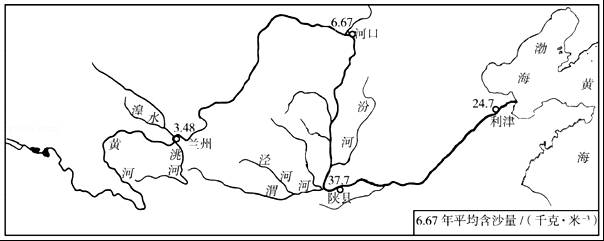 6.67
河口
渤
海
黄
海
24.7
利津
汾
河
湟
水
3.48
兰州
黄
河
洮
河
泾
河
渭
河
37.7
陕县
6.67 年平均含沙量/(千克·米⁻³)